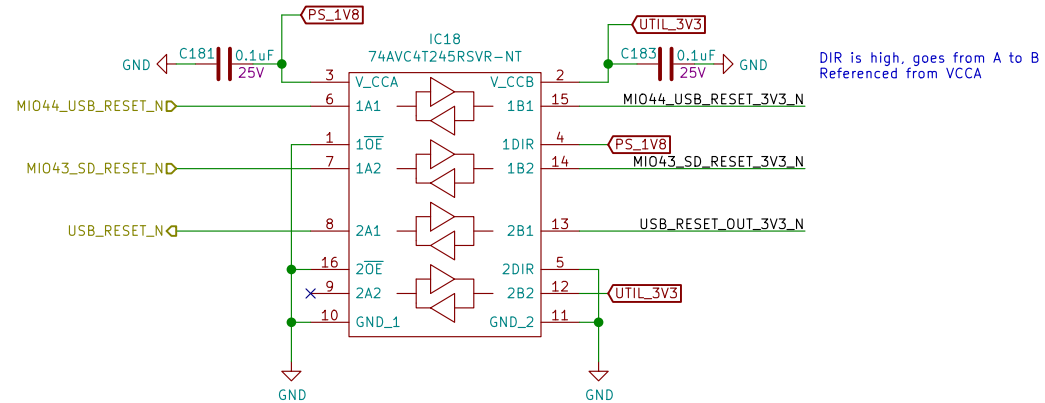 PS_1V8
UTIL_3V3
IC18
74AVC4T245RSVR-NT
C181
0.1uF
25V
GND
C183
0.1uF
25V
GND
DIR is high, goes from A to B
Referenced from VCCA
3
V_CCA
V_CCB
2
MIO44_USB_RESET_N
6
1A1
1B1
15
MIO44_USB_RESET_3V3_N
1
1OE
1DIR
4
PS_1V8
MIO43_SD_RESET_N
7
1A2
1B2
14
MIO43_SD_RESET_3V3_N
USB_RESET_N
8
2A1
2B1
13
USB_RESET_OUT_3V3_N
16
2OE
2DIR
5
9
2A2
2B2
12
UTIL_3V3
10
GND_1
GND_2
11
GND
GND